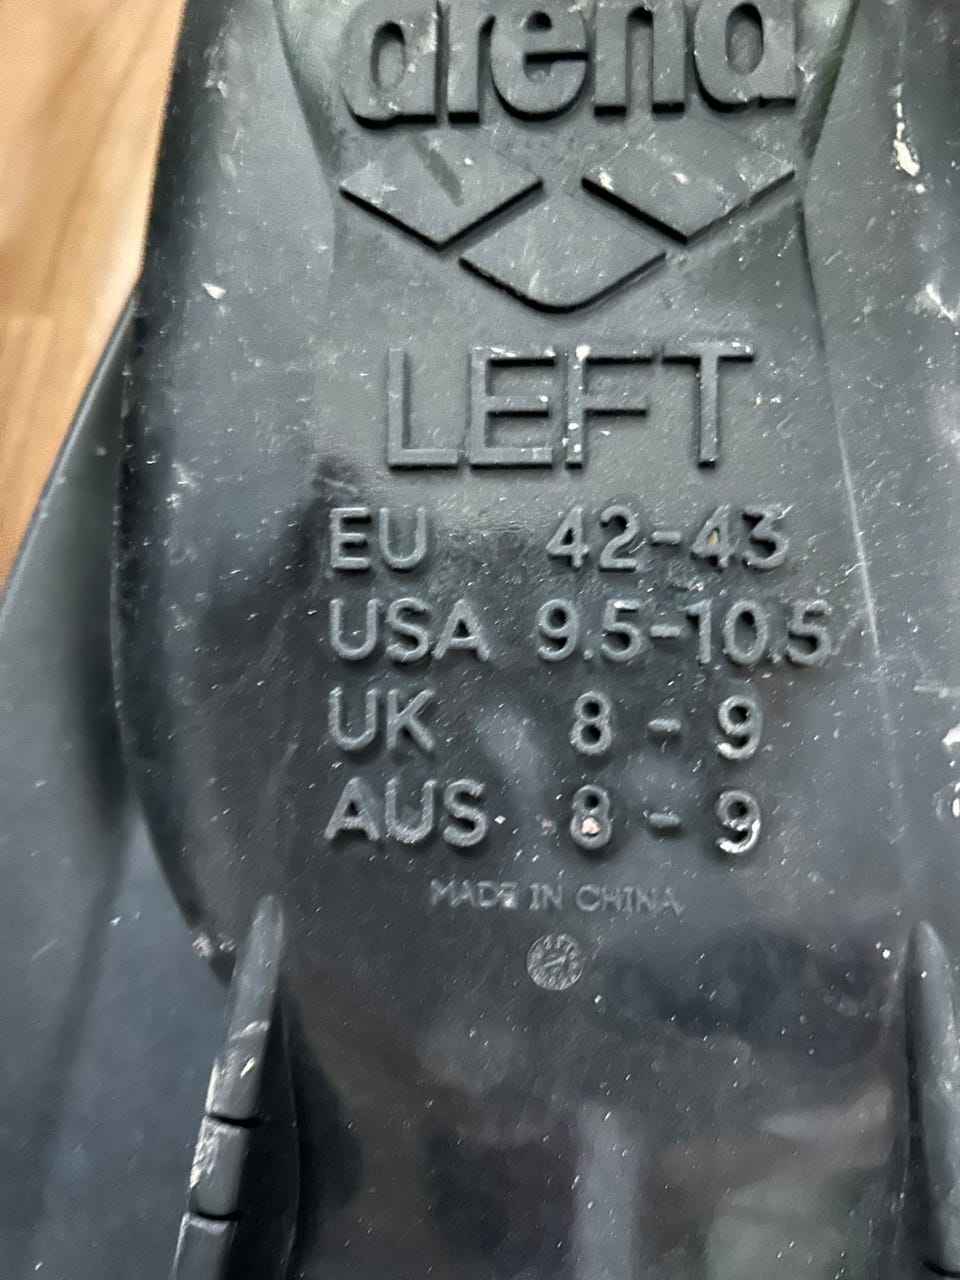 arena
LEFT
EU 42-43
USA 9.5-10.5
UK 8 - 9
AUS 8 - 9
MADE IN CHINA